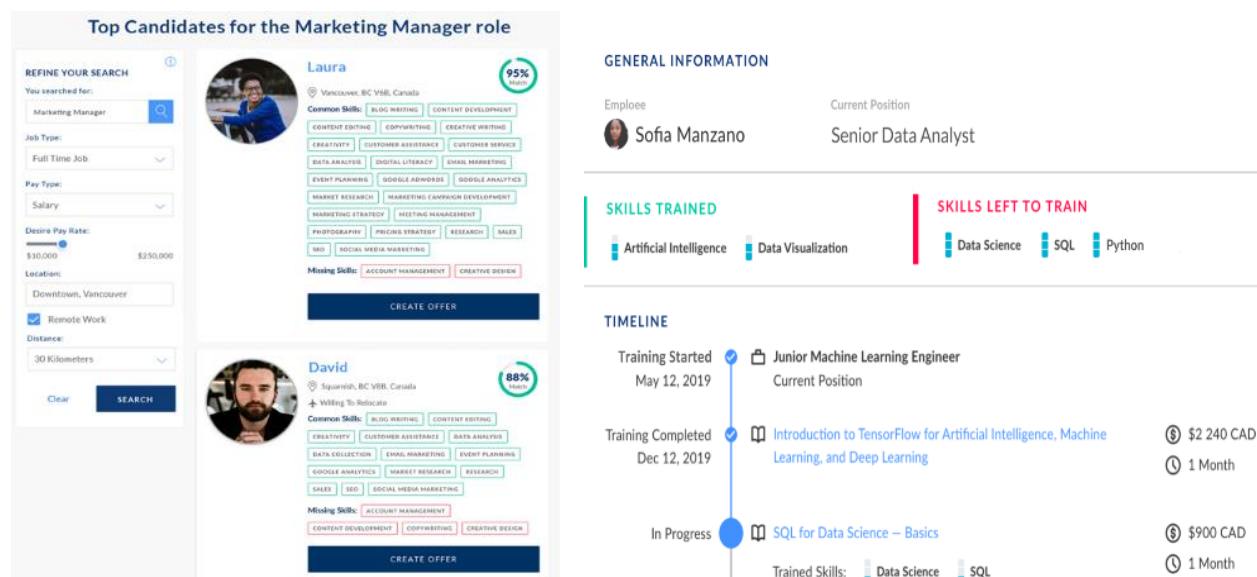 Top Candidates for the Marketing Manager role
REFINE YOUR SEARCH
You searched for:
Marketing Manager
Job Type:
Full Time Job
Pay Type:
Salary
Desire Pay Rate:
$10,000 $250,000
Location:
Downtown, Vancouver
Remote Work
Distance:
30 Kilometers
Clear SEARCH
Laura
95%
Match
Vancouver, BC V6B, Canada
Common Skills: BLOG WRITING CONTENT DEVELOPMENT
CONTENT EDITING COPYWRITING CREATIVE WRITING
CREATIVITY CUSTOMER ASSISTANCE CUSTOMER SERVICE
DATA ANALYSIS DIGITAL LITERACY EMAIL MARKETING
EVENT PLANNING GOOGLE ADWORDS GOOGLE ANALYTICS
MARKET RESEARCH MARKETING CAMPAIGN DEVELOPMENT
MARKETING STRATEGY MEETING MANAGEMENT
PHOTOGRAPHY PRICING STRATEGY RESEARCH SALES
SEO SOCIAL MEDIA MARKETING
Missing Skills: ACCOUNT MANAGEMENT CREATIVE DESIGN
CREATE OFFER
David
88%
Match
Squamish, BC V8B, Canada
Willing To Relocate
Common Skills: BLOG WRITING CONTENT EDITING
CREATIVITY CUSTOMER ASSISTANCE DATA ANALYSIS
DATA COLLECTION EMAIL MARKETING EVENT PLANNING
GOOGLE ANALYTICS MARKET RESEARCH RESEARCH
SALES SEO SOCIAL MEDIA MARKETING
Missing Skills: ACCOUNT MANAGEMENT
CONTENT DEVELOPMENT COPYWRITING CREATIVE DESIGN
CREATE OFFER
GENERAL INFORMATION
Emploee Current Position
Sofia Manzano Senior Data Analyst
SKILLS TRAINED
Artificial Intelligence Data Visualization
SKILLS LEFT TO TRAIN
Data Science SQL Python
TIMELINE
Training Started Junior Machine Learning Engineer
May 12, 2019 Current Position
Training Completed Introduction to TensorFlow for Artificial Intelligence, Machine $2 240 CAD
Dec 12, 2019 Learning, and Deep Learning 1 Month
In Progress SQL for Data Science — Basics $900 CAD
1 Month
Trained Skills: Data Science SQL